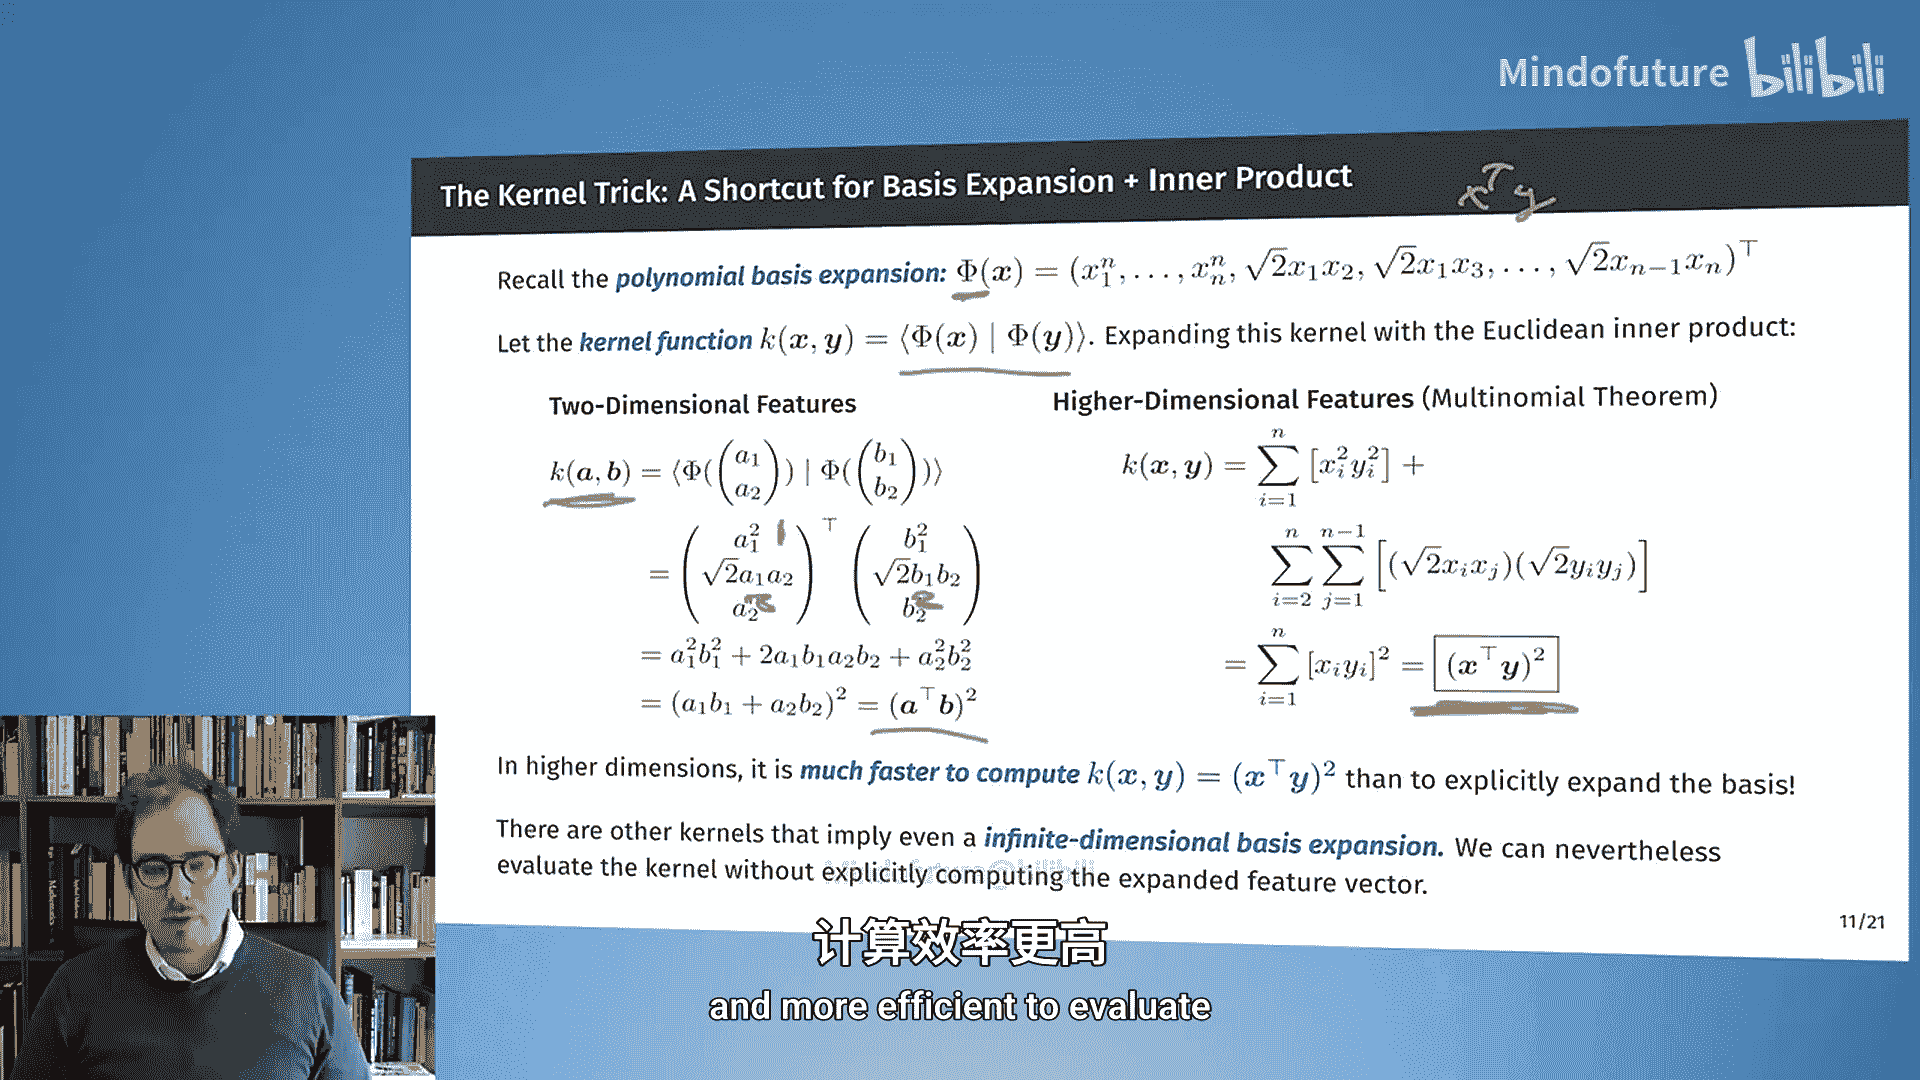 Mindofuture bilibili
The Kernel Trick: A Shortcut for Basis Expansion + Inner Product
xᵀy
Recall the polynomial basis expansion: Φ(x) = (x₁ⁿ, …, xₙⁿ, √2x₁x₂, √2x₁x₃, …, √2xₙ₋₁xₙ)ᵀ
Let the kernel function k(x, y) = ⟨Φ(x) | Φ(y)⟩. Expanding this kernel with the Euclidean inner product:
Two-Dimensional Features
k(a, b) = ⟨Φ((a₁ a₂)) | Φ((b₁ b₂))⟩
= (a₁² √2a₁a₂ a₂²)ᵀ (b₁² √2b₁b₂ b₂²)
= a₁²b₁² + 2a₁b₁a₂b₂ + a₂²b₂²
= (a₁b₁ + a₂b₂)² = (aᵀb)²
Higher-Dimensional Features (Multinomial Theorem)
k(x, y) = ∑ᵢ₌₁ⁿ [xᵢ²yᵢ²] +
∑ᵢ₌₂ⁿ ∑ⱼ₌₁ⁿ⁻¹ [(√2xᵢxⱼ)(√2yᵢyⱼ)]
= ∑ᵢ₌₁ⁿ [xᵢyᵢ]² = (xᵀy)²
In higher dimensions, it is much faster to compute k(x, y) = (xᵀy)² than to explicitly expand the basis!
There are other kernels that imply even a infinite-dimensional basis expansion. We can nevertheless
evaluate the kernel without explicitly computing the expanded feature vector.
11/21
计算效率更高
and more efficient to evaluate